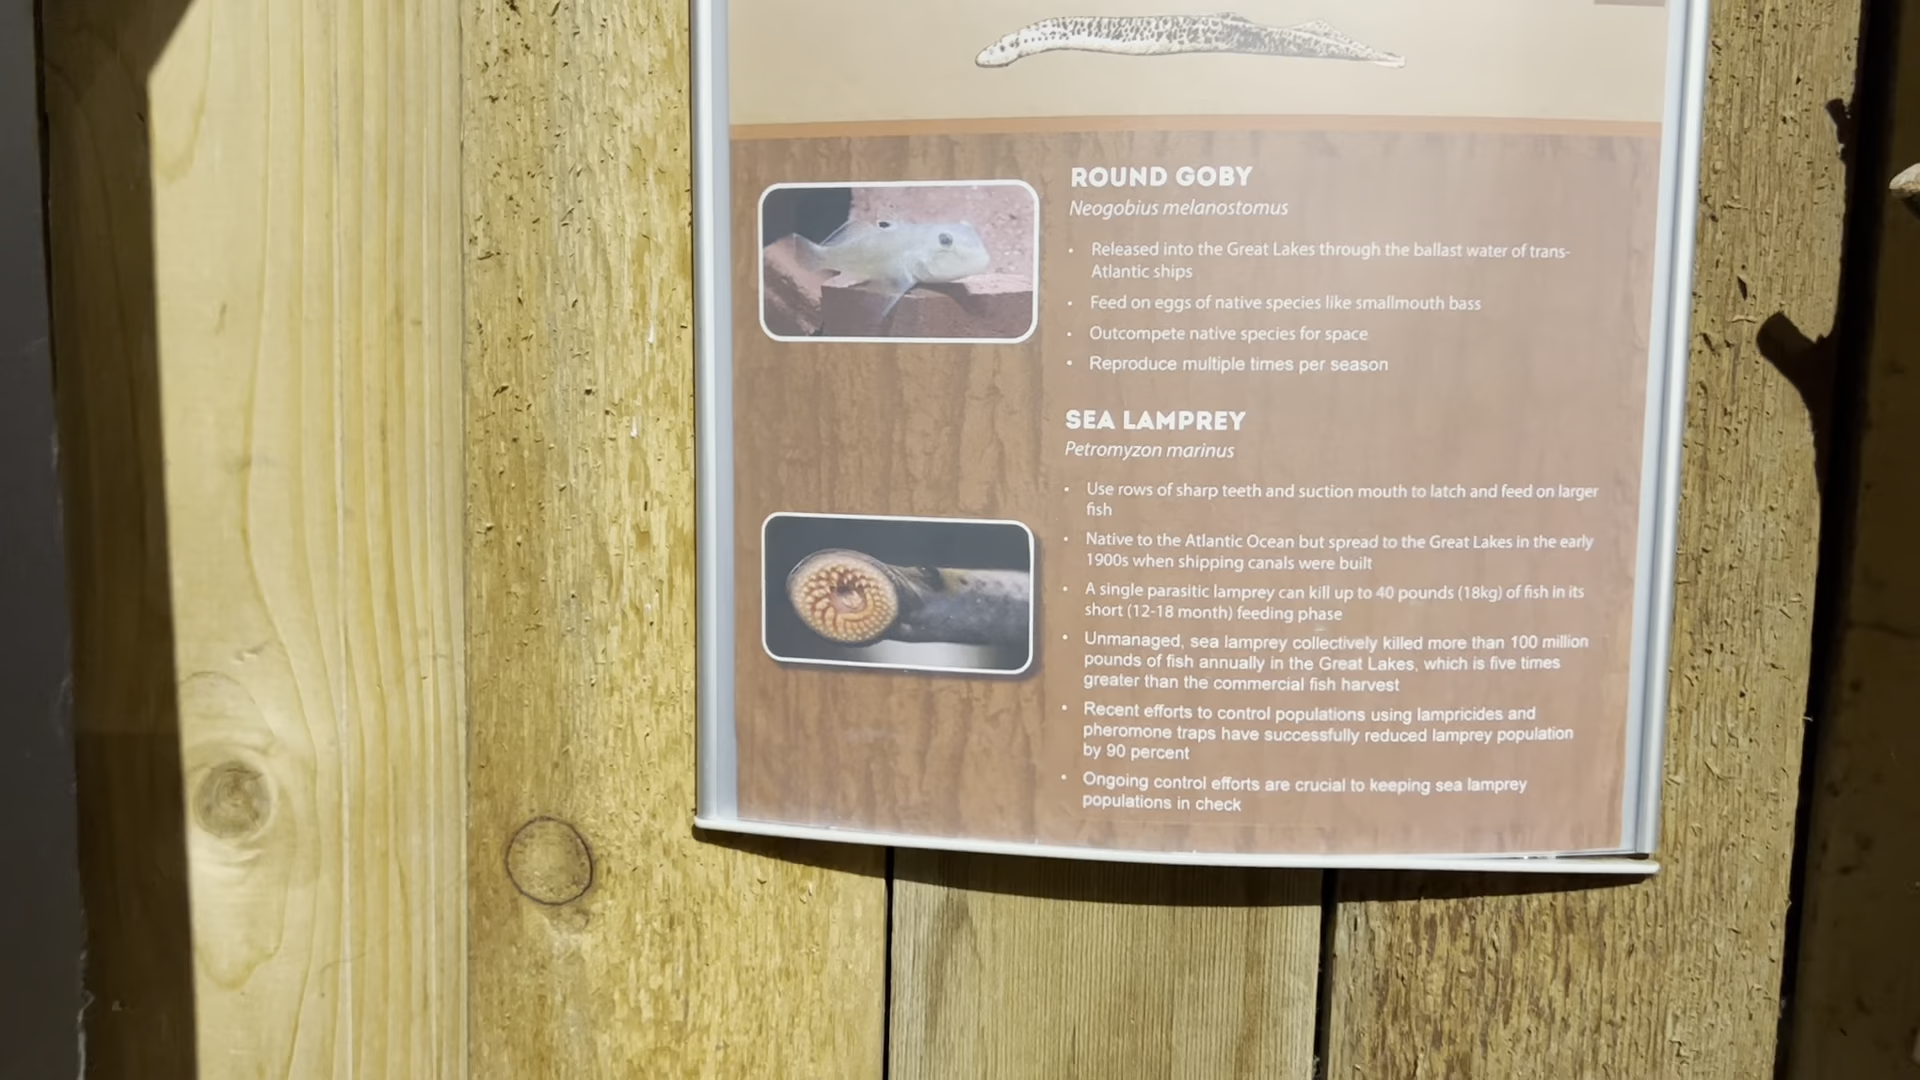 ROUND GOBY
Neogobius melanostomus
• Released into the Great Lakes through the ballast water of trans-
Atlantic ships
• Feed on eggs of native species like smallmouth bass
• Outcompete native species for space
• Reproduce multiple times per season
SEA LAMPREY
Petromyzon marinus
• Use rows of sharp teeth and suction mouth to latch and feed on larger
fish
• Native to the Atlantic Ocean but spread to the Great Lakes in the early
1900s when shipping canals were built
• A single parasitic lamprey can kill up to 40 pounds (18kg) of fish in its
short (12-18 month) feeding phase
• Unmanaged, sea lamprey collectively killed more than 100 million
pounds of fish annually in the Great Lakes, which is five times
greater than the commercial fish harvest
• Recent efforts to control populations using lampricides and
pheromone traps have successfully reduced lamprey population
by 90 percent
• Ongoing control efforts are crucial to keeping sea lamprey
populations in check